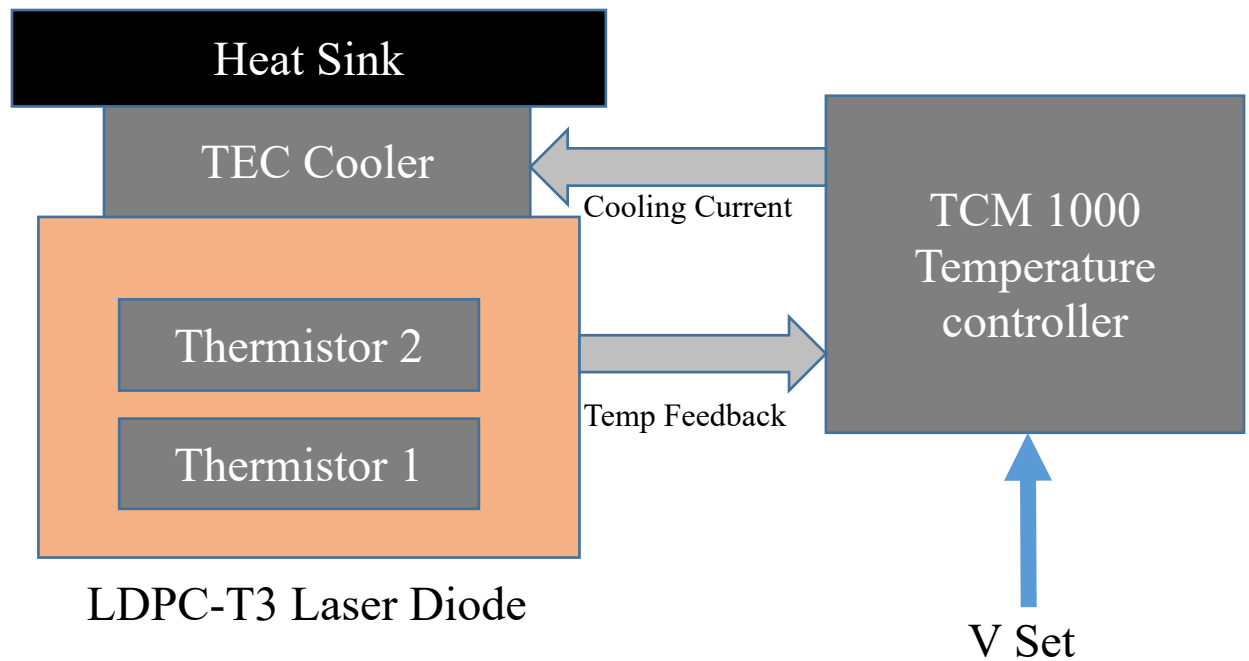 Heat Sink
TEC Cooler
Cooling Current
TCM 1000
Temperature
controller
Thermistor 2
Temp Feedback
Thermistor 1
LDPC-T3 Laser Diode
V Set